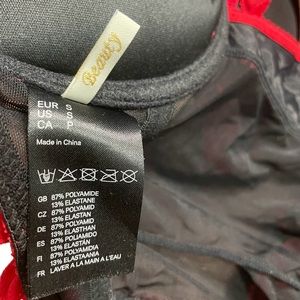 Beauty
EUR S
US S
CA P
Made in China
GB 87% POLYAMIDE
13% ELASTANE
CZ 87% POLYAMID
13% ELASTAN
DE 87% POLYAMID
13% ELASTHAN
ES 87% POLIAMIDA
13% ELASTANO
FI 87% POLYAMIDIA
13% ELASTAANIA
FR LAVER A LA MAIN A L'EAU